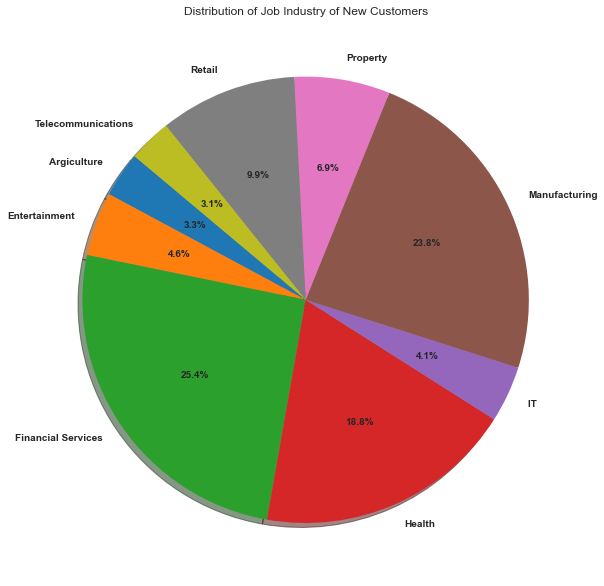 Distribution of Job Industry of New Customers
Property
Retail
Telecommunications
Argiculture
Entertainment
Manufacturing
6.9%
9.9%
3.1%
3.3%
4.6%
23.8%
4.1%
25.4%
18.8%
IT
Financial Services
Health